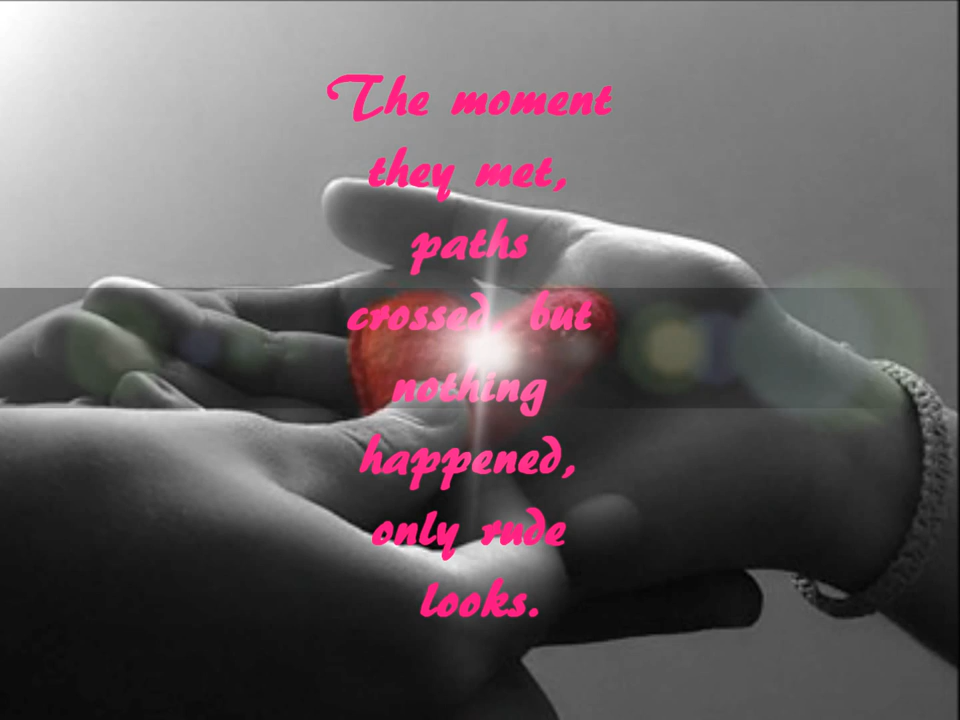 The moment
they met,
paths
crossed, but
nothing
happened,
only rude
looks.